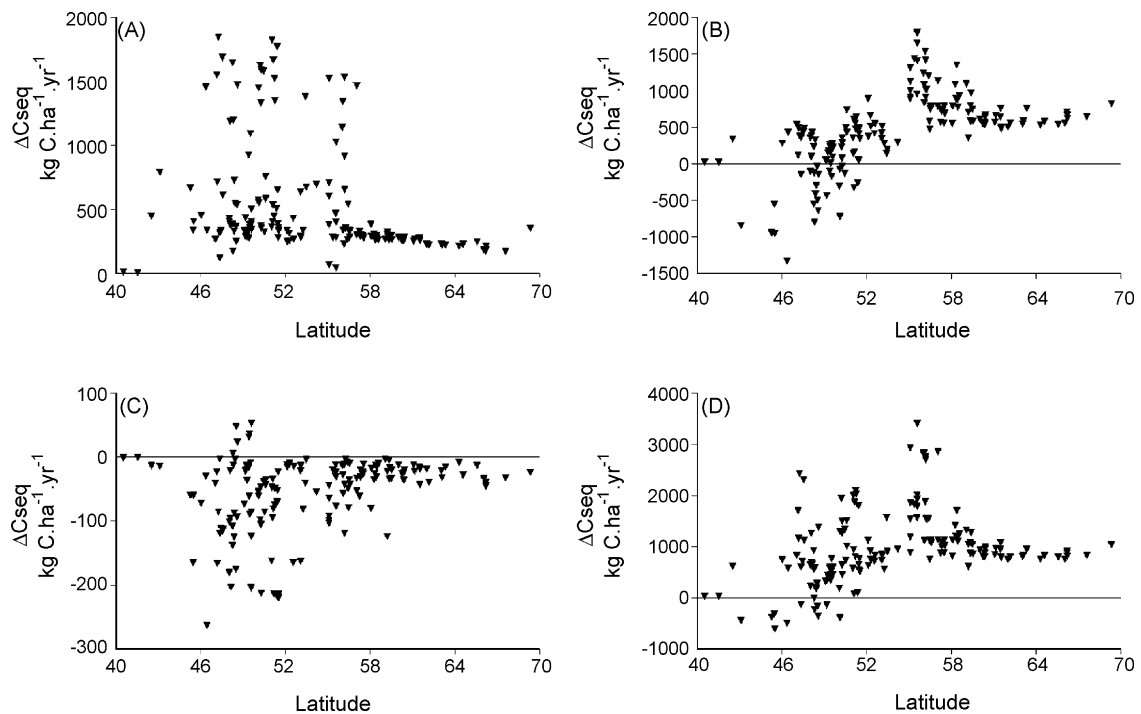 (A)
ΔCseq
kg C.ha⁻¹.yr⁻¹
2000
1500
1000
500
0
40 46 52 58 64 70
Latitude
(B)
ΔCseq
kg C.ha⁻¹.yr⁻¹
2000
1500
1000
500
0
-500
-1000
-1500
40 46 52 58 64 70
Latitude
(C)
ΔCseq
kg C.ha⁻¹.yr⁻¹
100
0
-100
-200
-300
40 46 52 58 64 70
Latitude
(D)
ΔCseq
kg C.ha⁻¹.yr⁻¹
4000
3000
2000
1000
0
-1000
40 46 52 58 64 70
Latitude